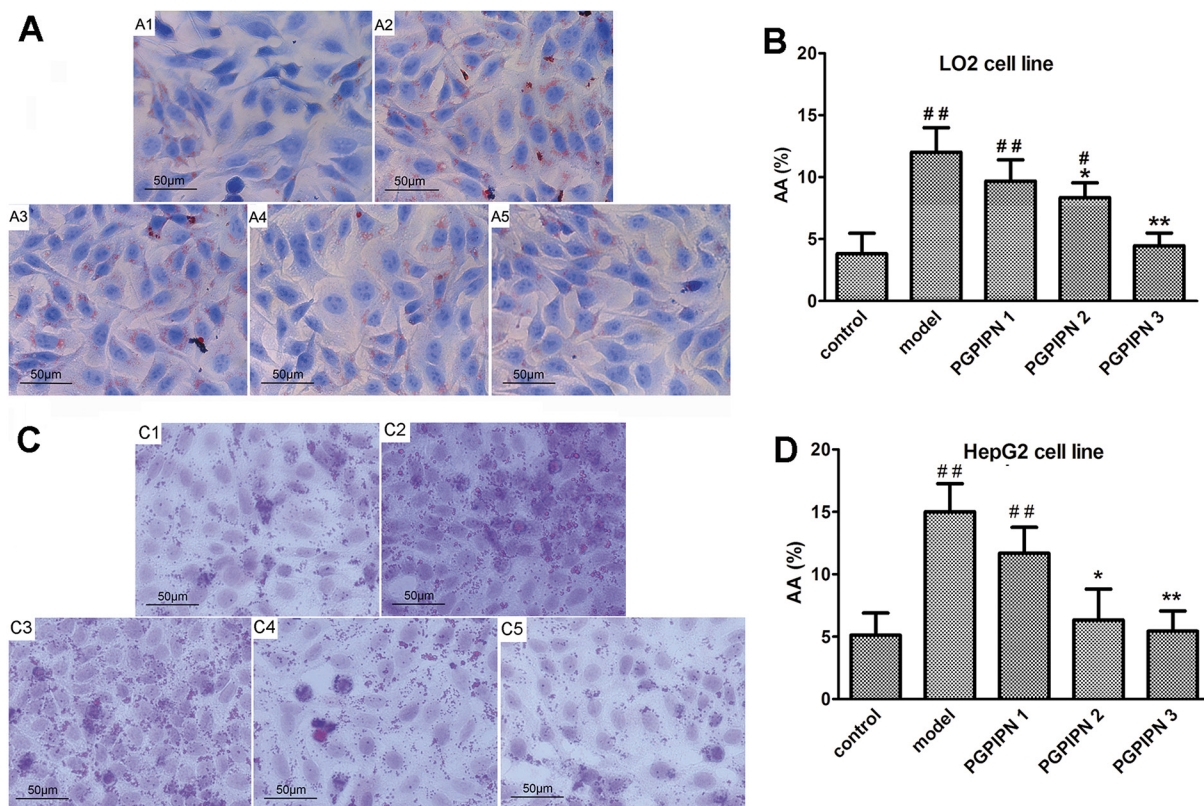 A
A1
A2
50μm
50μm
A3
A4
A5
50μm
50μm
50μm
B
LO2 cell line
AA (%)
20
15
10
5
0
##
##
#
*
**
control
model
PGPIPN 1
PGPIPN 2
PGPIPN 3
C
C1
C2
50μm
50μm
C3
C4
C5
50μm
50μm
50μm
D
HepG2 cell line
AA (%)
20
15
10
5
0
##
##
*
**
control
model
PGPIPN 1
PGPIPN 2
PGPIPN 3